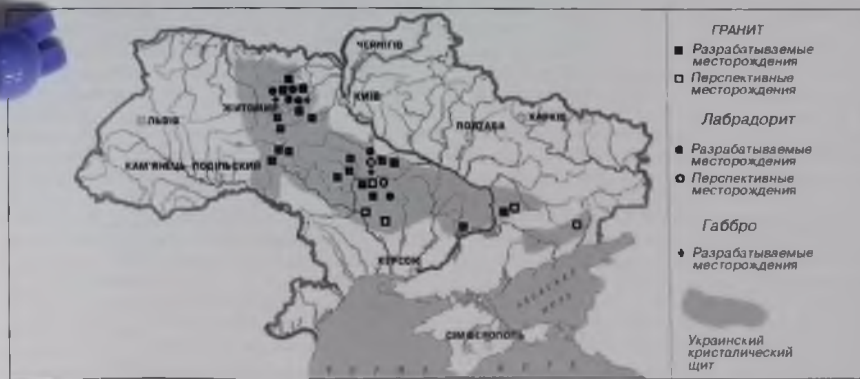 ЧЕРНІГІВ
КИЇВ
ЖИТОМИР
ЛЬВІВ
ПОЛТАВА
ХАРКІВ
КАМ'ЯНЕЦЬ-ПОДІЛЬСКИЙ
ХЕРСОН
СІМФЕРОПОЛЬ
ГРАНИТ
Разрабатываемые
месторождения
Перспективные
месторождения
Лабрадорит
Разрабатываемые
месторождения
Перспективные
месторождения
Габбро
Разрабатываемые
месторождения
Украинский
кристалический
щит